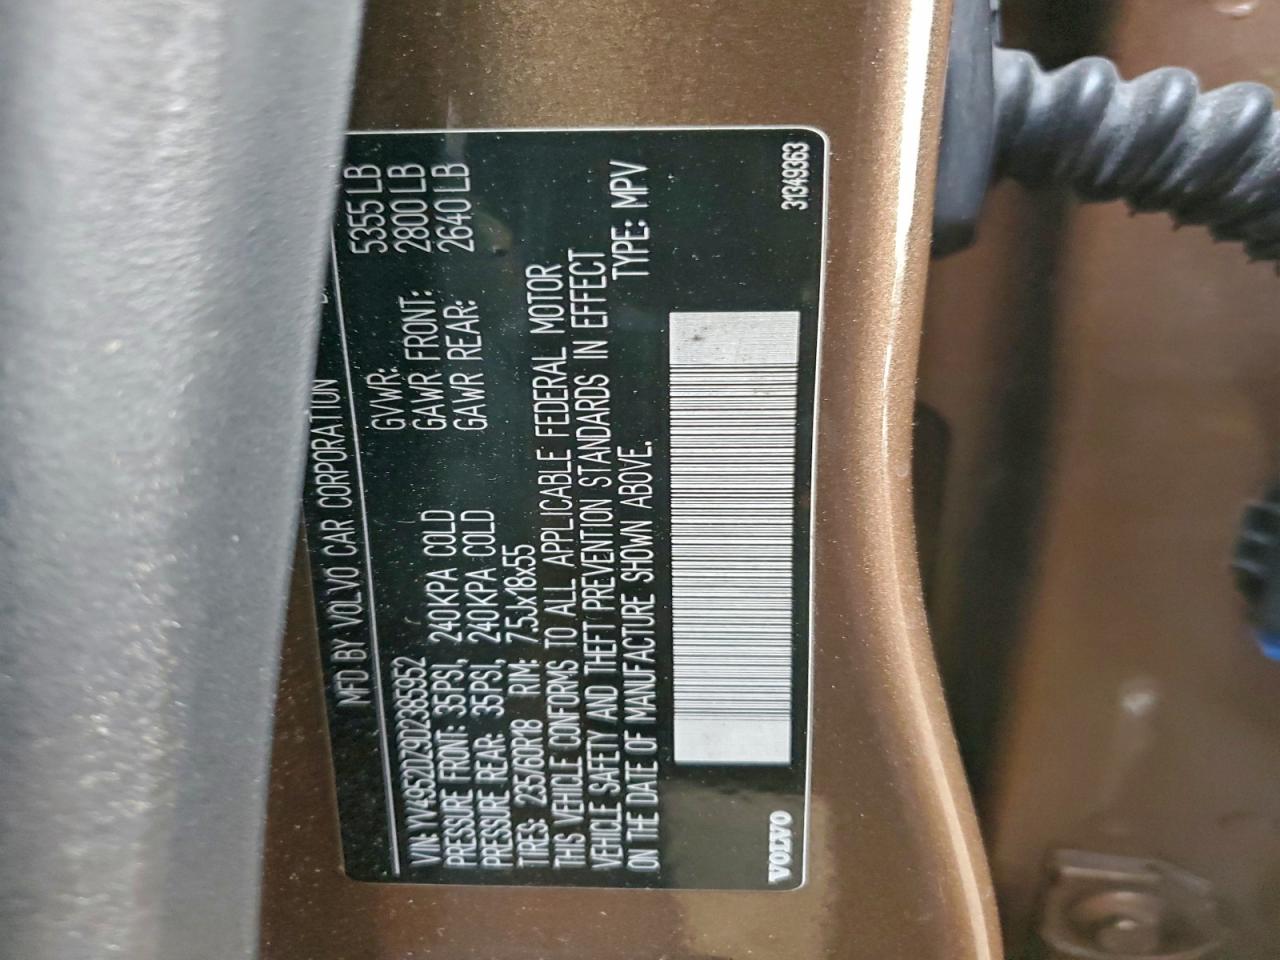 MFD BY VOLVO CAR CORPORATION
GVWR: 5355 LB
GAWR FRONT: 2800 LB
GAWR REAR: 2640 LB
VIN: YV4952DZ9D2385952
PRESSURE FRONT: 35PSI, 240KPA COLD
PRESSURE REAR: 35PSI, 240KPA COLD
TIRES: 235/60R18 RIM: 7.5Jx18x55
THIS VEHICLE CONFORMS TO ALL APPLICABLE FEDERAL MOTOR
VEHICLE SAFETY AND THEFT PREVENTION STANDARDS IN EFFECT
ON THE DATE OF MANUFACTURE SHOWN ABOVE. TYPE: MPV
VOLVO 31349363